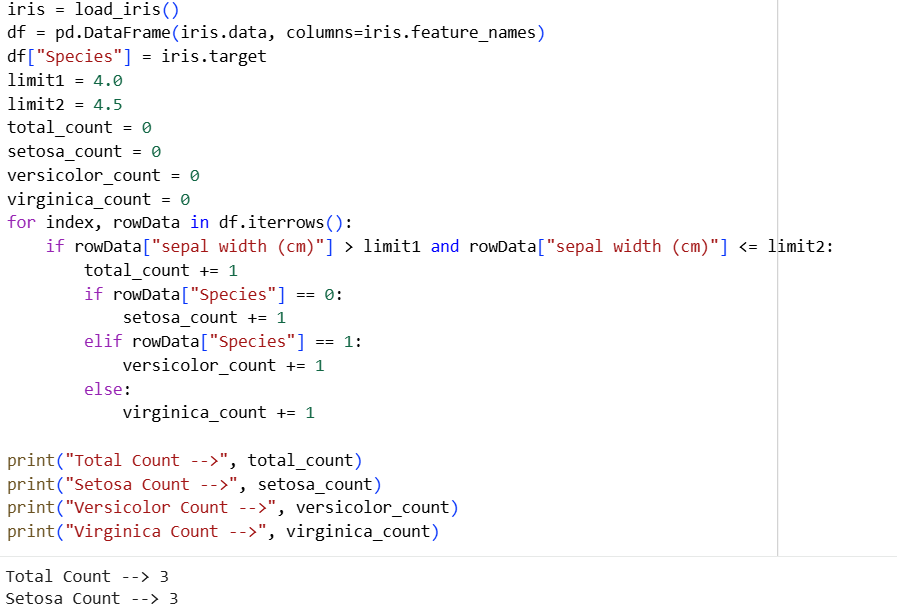 iris = load_iris()
df = pd.DataFrame(iris.data, columns=iris.feature_names)
df["Species"] = iris.target
limit1 = 4.0
limit2 = 4.5
total_count = 0
setosa_count = 0
versicolor_count = 0
virginica_count = 0
for index, rowData in df.iterrows():
    if rowData["sepal width (cm)"] > limit1 and rowData["sepal width (cm)"] <= limit2:
        total_count += 1
        if rowData["Species"] == 0:
            setosa_count += 1
        elif rowData["Species"] == 1:
            versicolor_count += 1
        else:
            virginica_count += 1

print("Total Count -->", total_count)
print("Setosa Count -->", setosa_count)
print("Versicolor Count -->", versicolor_count)
print("Virginica Count -->", virginica_count)
Total Count --> 3
Setosa Count --> 3